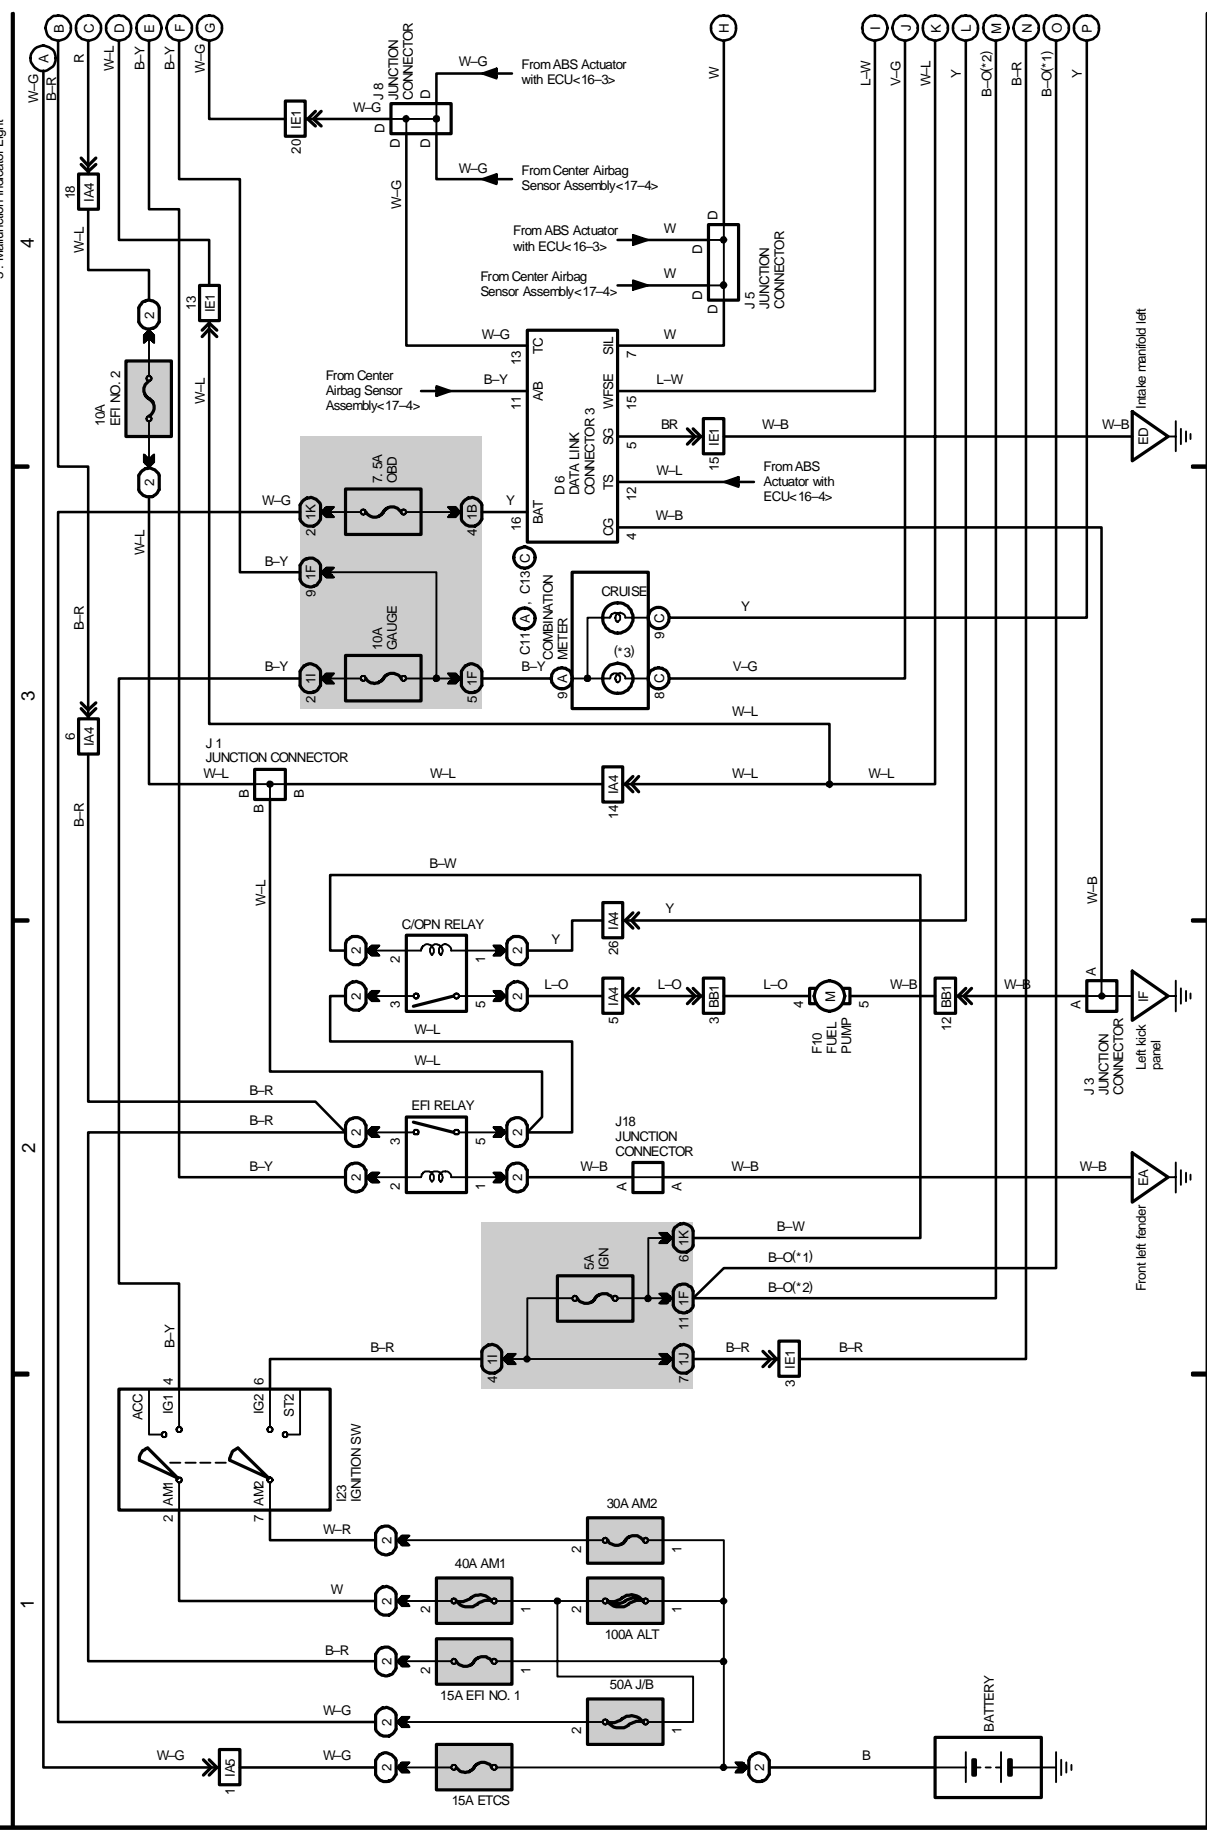 A
B
C
D
E
F
G
H
I
J
K
L
M
N
O
P
W–G
B–R
R
W–L
B–Y
B–Y
W–G
W
L–W
V–G
W–L
Y
B–O(*2)
B–R
B–O(*1)
Y
4
18
IA4
W–L
20
IE1
W–G
J 8
JUNCTION
CONNECTOR
D
D
D
D
W–G
From ABS Actuator
with ECU<16–3>
W–G
From Center Airbag
Sensor Assembly<17–4>
W–G
From ABS Actuator
with ECU<16–3>
W
From Center Airbag
Sensor Assembly<17–4>
W
D
D
D
D
J 5
JUNCTION
CONNECTOR
13
IE1
W–L
2
10A
EFI NO. 2
2
W–L
W–G
13
TC
SIL
7
W
From Center
Airbag Sensor
Assembly<17–4>
B–Y
11
A/B
WFSE
15
L–W
D 6
DATA LINK
CONNECTOR 3
SG
5
BR
15
IE1
W–B
W–B
ED
Intake manifold left
TS
12
W–L
From ABS
Actuator with
ECU<16–4>
BAT
16
CG
4
W–B
W–G
2
1K
7. 5A
OBD
4
1B
Y
3
B–R
B–Y
9
1F
10A
GAUGE
B–Y
2
1I
5
1F
B–Y
C11
A
, C13
C
COMBINATION
METER
CRUISE
(*3)
9
A
9
C
Y
8
C
V–G
6
IA4
J 1
JUNCTION CONNECTOR
W–L
B
B
B
W–L
14
IA4
W–L
W–L
W–L
B–R
W–L
B–W
C/OPN RELAY
2
2
1
2
Y
26
IA4
Y
2
3
5
2
L–O
5
IA4
L–O
3
BB1
L–O
4
M
5
F10
FUEL
PUMP
W–B
12
BB1
W–B
W–B
A
A
J 3
JUNCTION
CONNECTOR
IF
Left kick
panel
W–L
W–L
2
B–R
B–R
EFI RELAY
2
3
5
2
B–Y
2
2
1
2
W–B
J18
JUNCTION
CONNECTOR
A
A
W–B
W–B
EA
Front left fender
5A
IGN
6
1K
B–W
B–O(*1)
11
1F
B–O(*2)
B–Y
B–R
4
1I
7
1J
B–R
3
IE1
B–R
ACC
IG1
4
IG2
6
ST2
AM1
2
AM2
7
I23
IGNITION SW
1
W–R
2
30A AM2
2
1
W
2
40A AM1
2
1
100A ALT
2
1
B–R
2
15A EFI NO. 1
2
1
W–G
2
50A J/B
2
1
W–G
1
IA5
W–G
2
15A ETCS
2
B
BATTERY